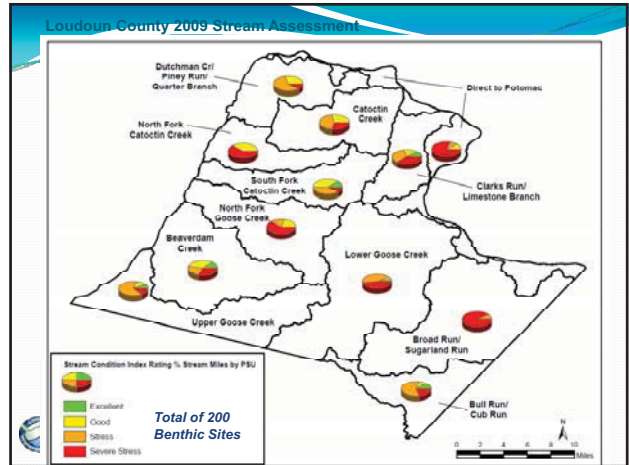 Loudoun County 2009 Stream Assessment
Dutchman Cr/
Piney Run/
Quarter Branch
Direct to Potomac
Catoctin
Creek
North Fork
Catoctin Creek
South Fork
Catoctin Creek
Clarks Run/
Limestone Branch
North Fork
Goose Creek
Beaverdam
Creek
Lower Goose Creek
Upper Goose Creek
Broad Run/
Sugarland Run
Bull Run/
Cub Run
Stream Condition Index Rating % Stream Miles by PSU
Excellent
Good
Stress
Severe Stress
Total of 200
Benthic Sites
N
0 2 4 6 8 10
Miles